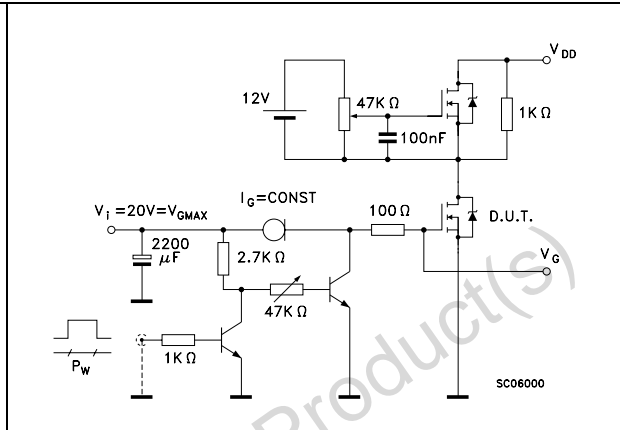 V DD
12V
47K Ω
1K Ω
100nF
V i =20V=V GMAX
I G =CONST
100 Ω
D.U.T.
2200
μF
2.7K Ω
V G
47K Ω
1K Ω
P W
SC06000
Product(s)